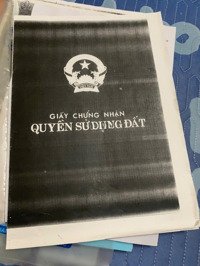 GIẤY CHỨNG NHẬN
QUYỀN SỬ DỤNG ĐẤT